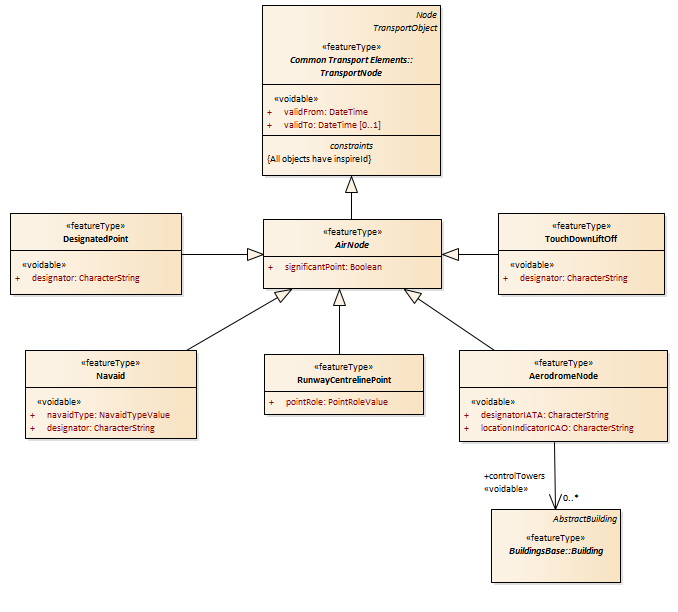 Node
TransportObject
«featureType»
Common Transport Elements::
TransportNode
«voidable»
+ validFrom: DateTime
+ validTo: DateTime [0..1]
constraints
{All objects have inspireId}
«featureType»
DesignatedPoint
«voidable»
+ designator: CharacterString
«featureType»
AirNode
+ significantPoint: Boolean
«featureType»
TouchDownLiftOff
«voidable»
+ designator: CharacterString
«featureType»
Navaid
«voidable»
+ navaidType: NavaidTypeValue
+ designator: CharacterString
«featureType»
RunwayCentrelinePoint
+ pointRole: PointRoleValue
«featureType»
AerodromeNode
«voidable»
+ designatorIATA: CharacterString
+ locationIndicatorICAO: CharacterString
+controlTowers
«voidable»
0..*
AbstractBuilding
«featureType»
BuildingsBase::Building